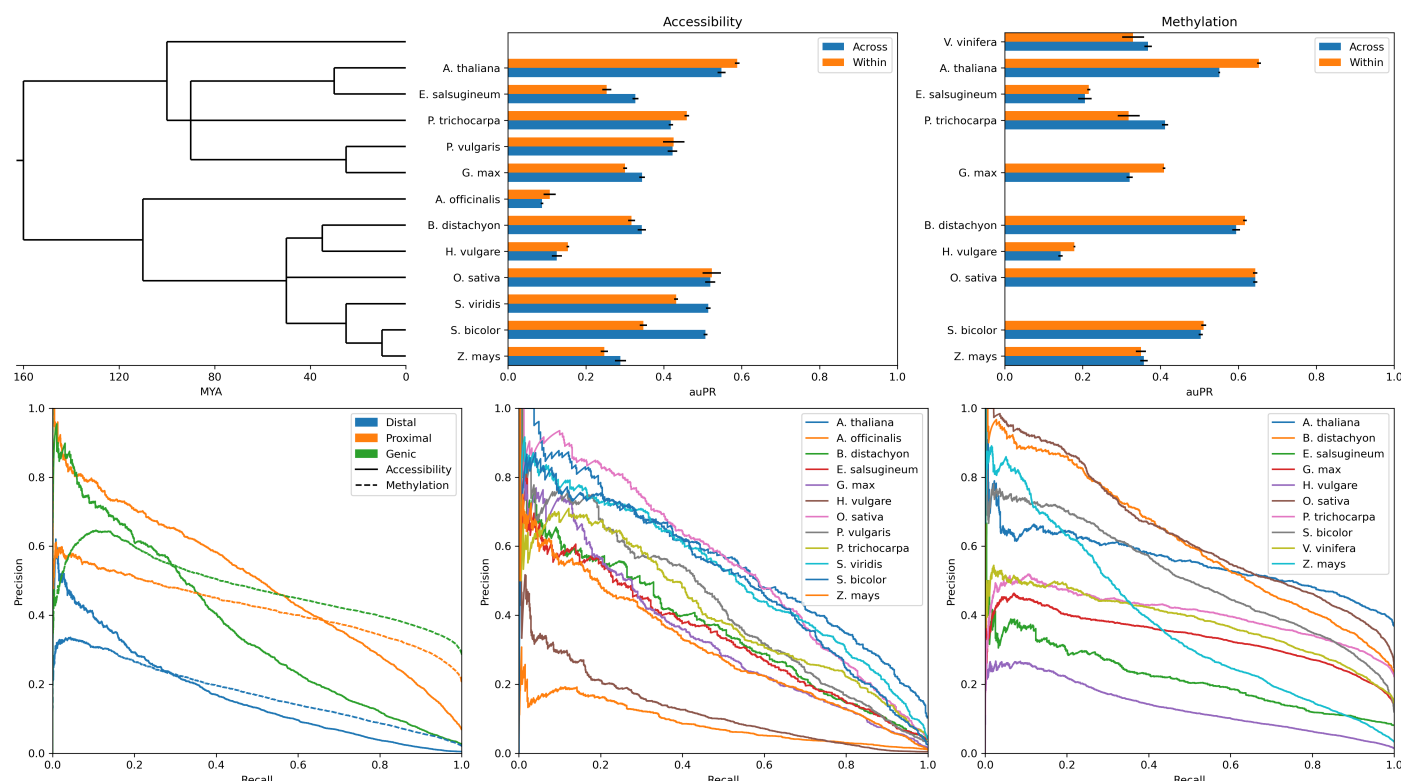 Accessibility
Methylation
Across
Within
Across
Within
V. vinifera
A. thaliana
A. thaliana
E. salsugineum
E. salsugineum
P. trichocarpa
P. trichocarpa
P. vulgaris
G. max
G. max
A. officinalis
B. distachyon
B. distachyon
H. vulgare
H. vulgare
O. sativa
O. sativa
S. viridis
S. bicolor
S. bicolor
Z. mays
Z. mays
160 120 80 40 0
0.0 0.2 0.4 0.6 0.8 1.0
0.0 0.2 0.4 0.6 0.8 1.0
MYA
auPR
auPR
1.0
0.8
0.6
0.4
0.2
0.0
Precision
Distal
Proximal
Genic
Accessibility
Methylation
0.0 0.2 0.4 0.6 0.8 1.0
Recall
1.0
0.8
0.6
0.4
0.2
0.0
Precision
A. thaliana
A. officinalis
B. distachyon
E. salsugineum
G. max
H. vulgare
O. sativa
P. vulgaris
P. trichocarpa
S. viridis
S. bicolor
Z. mays
0.0 0.2 0.4 0.6 0.8 1.0
Recall
1.0
0.8
0.6
0.4
0.2
0.0
Precision
A. thaliana
B. distachyon
E. salsugineum
G. max
H. vulgare
O. sativa
P. trichocarpa
S. bicolor
V. vinifera
Z. mays
0.0 0.2 0.4 0.6 0.8 1.0
Recall